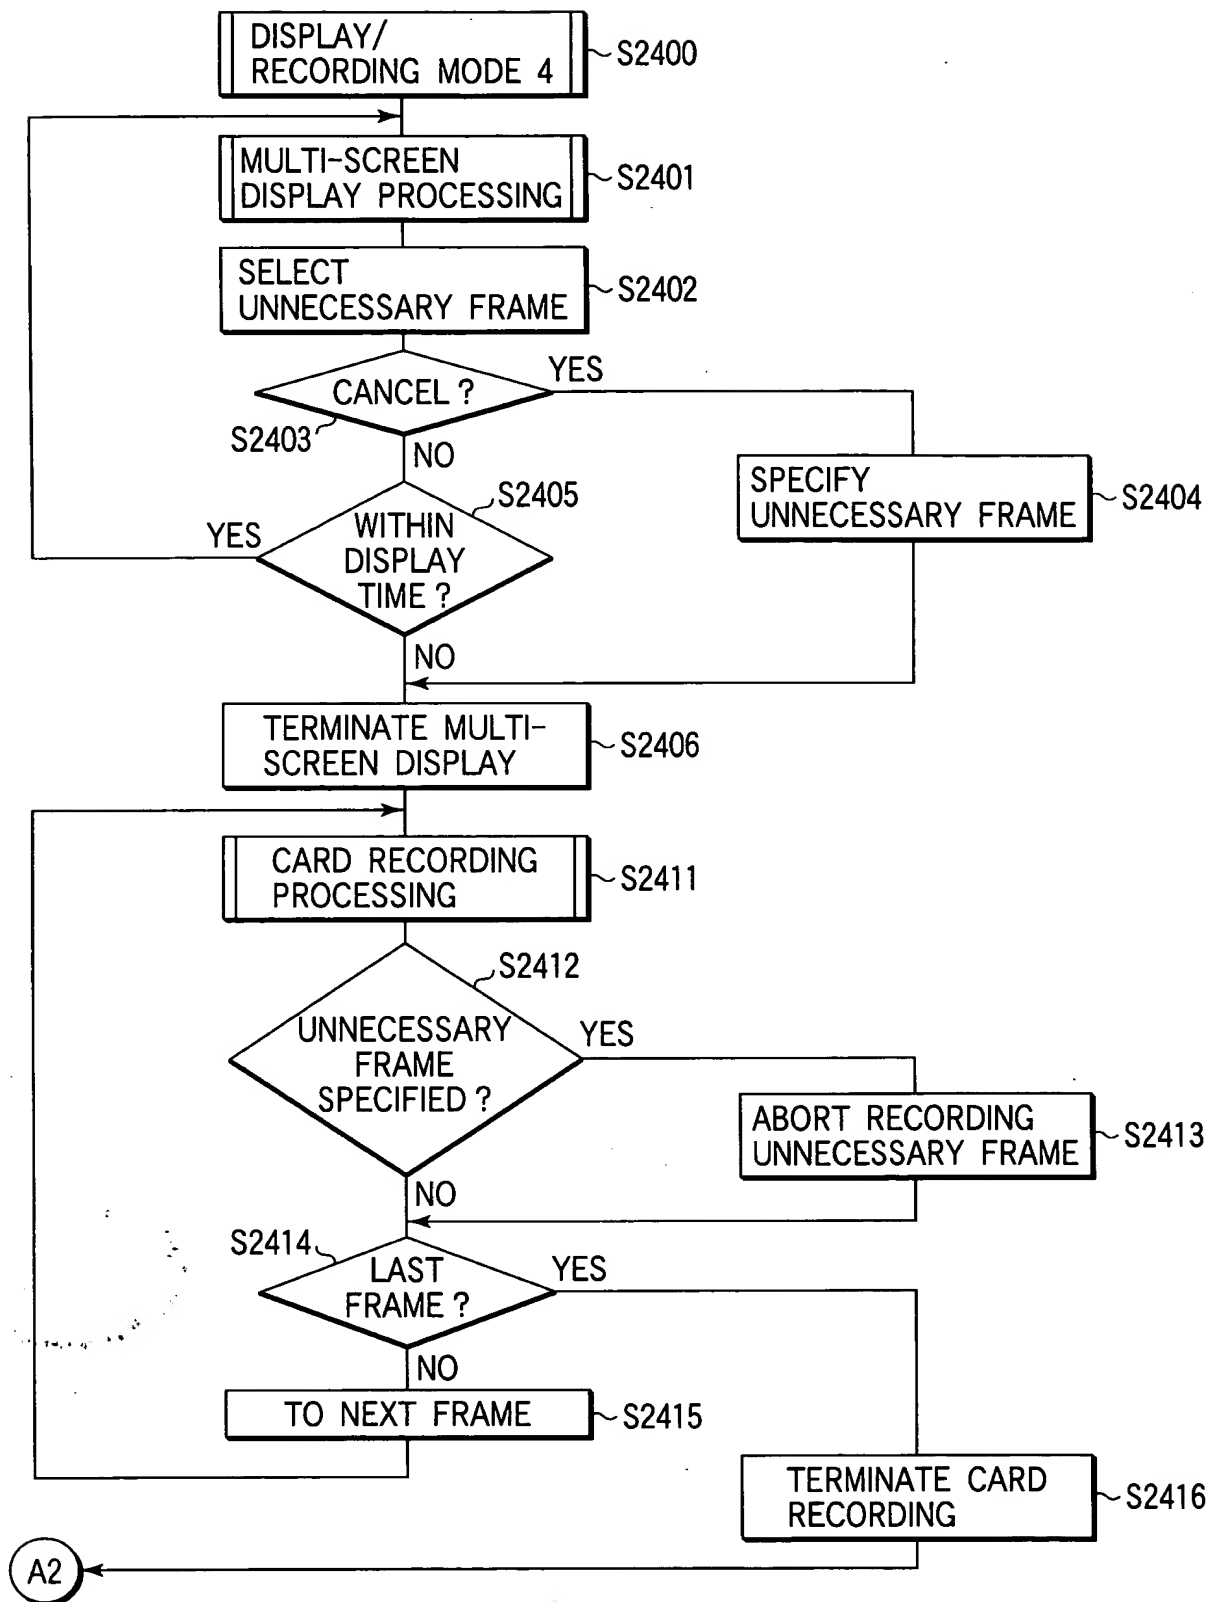 DISPLAY/
RECORDING MODE 4
S2400
MULTI-SCREEN
DISPLAY PROCESSING
S2401
SELECT
UNNECESSARY FRAME
S2402
CANCEL ?
YES
S2403
NO
SPECIFY
UNNECESSARY FRAME
S2404
S2405
YES
WITHIN
DISPLAY
TIME ?
NO
TERMINATE MULTI-
SCREEN DISPLAY
S2406
CARD RECORDING
PROCESSING
S2411
S2412
UNNECESSARY
FRAME
SPECIFIED ?
YES
ABORT RECORDING
UNNECESSARY FRAME
S2413
NO
S2414
LAST
FRAME ?
YES
NO
TO NEXT FRAME
S2415
TERMINATE CARD
RECORDING
S2416
A2